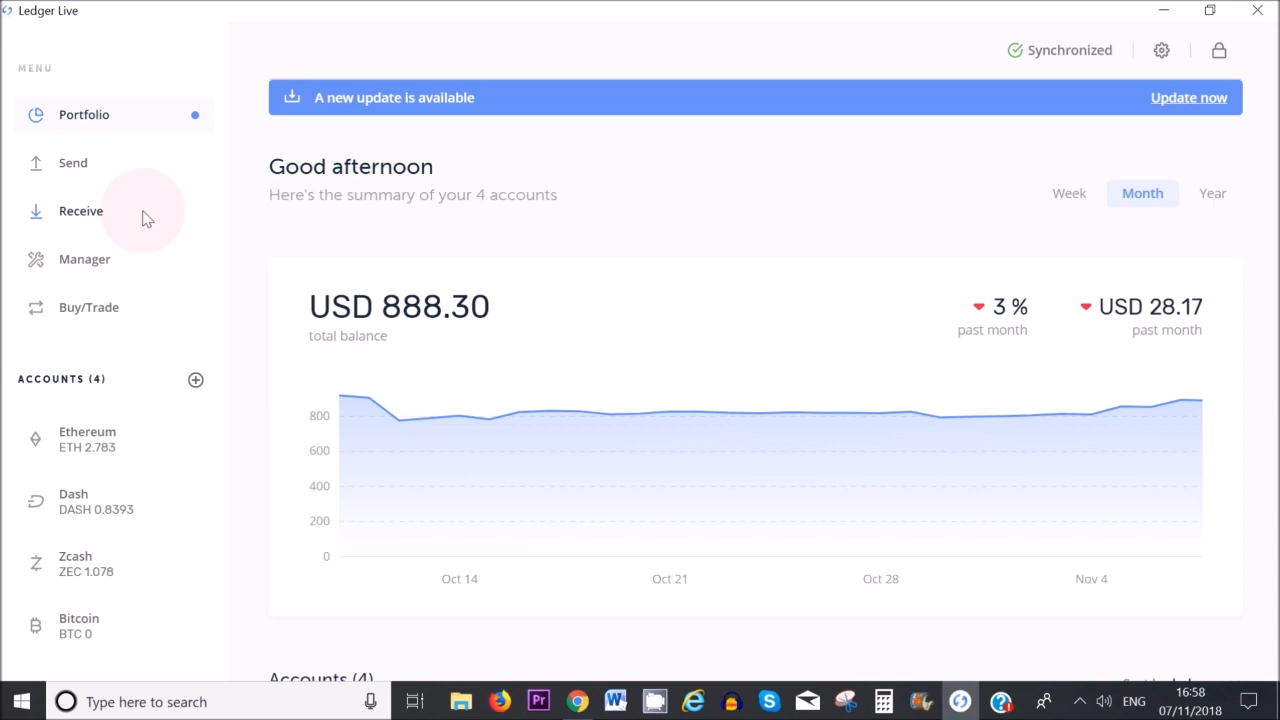 Ledger Live
MENU
Portfolio
Send
Receive
Manager
Buy/Trade
ACCOUNTS (4)
Ethereum
ETH 2.783
Dash
DASH 0.8393
Zcash
ZEC 1.078
Bitcoin
BTC 0
Synchronized
A new update is available
Update now
Good afternoon
Here's the summary of your 4 accounts
Week
Month
Year
USD 888.30
total balance
3 %
past month
USD 28.17
past month
800
600
400
200
0
Oct 14
Oct 21
Oct 28
Nov 4
Accounts (4)
Type here to search
Pr
W
S
ENG
16:58
07/11/2018